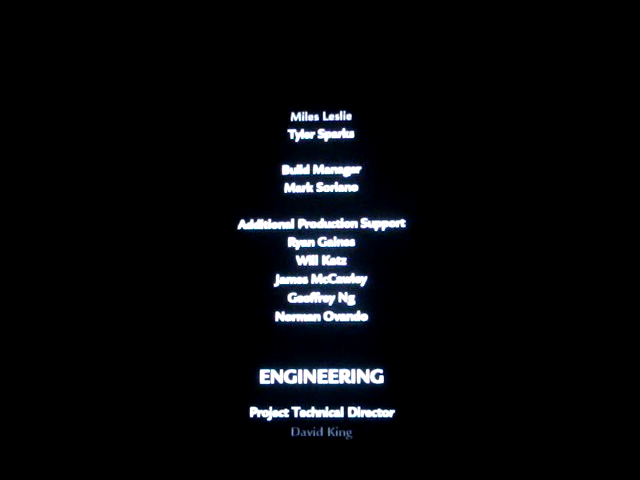 Miles Leslie
Tyler Sparks
Build Manager
Mark Soriano
Additional Production Support
Ryan Gaines
Will Katz
James McCawley
Geoffrey Ng
Norman Ovando
ENGINEERING
Project Technical Director
David King